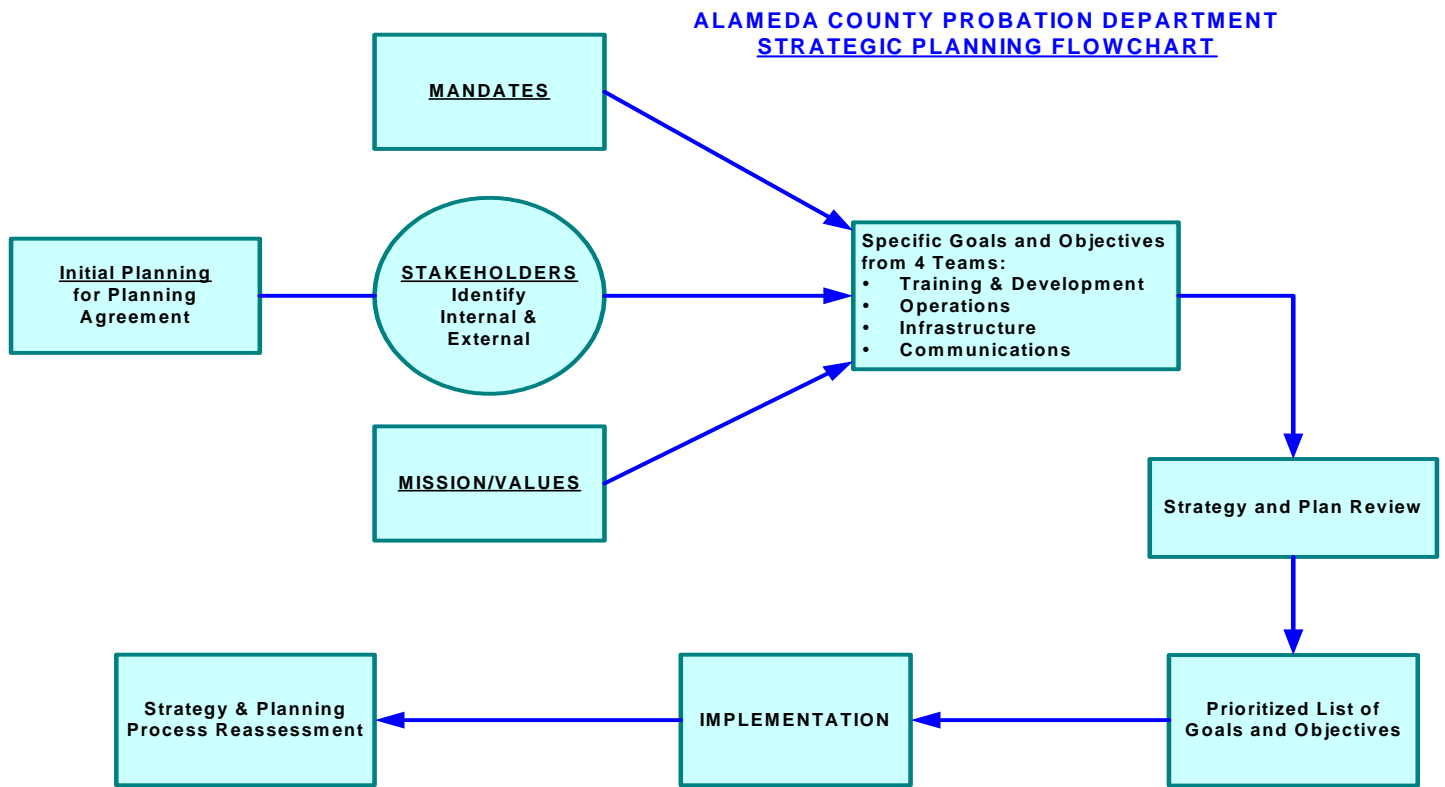 ALAMEDA COUNTY PROBATION DEPARTMENT
STRATEGIC PLANNING FLOWCHART
MANDATES
Initial Planning
for Planning
Agreement
STAKEHOLDERS
Identify
Internal &
External
MISSION/VALUES
Specific Goals and Objectives
from 4 Teams:
• Training & Development
• Operations
• Infrastructure
• Communications
Strategy and Plan Review
Prioritized List of
Goals and Objectives
IMPLEMENTATION
Strategy & Planning
Process Reassessment